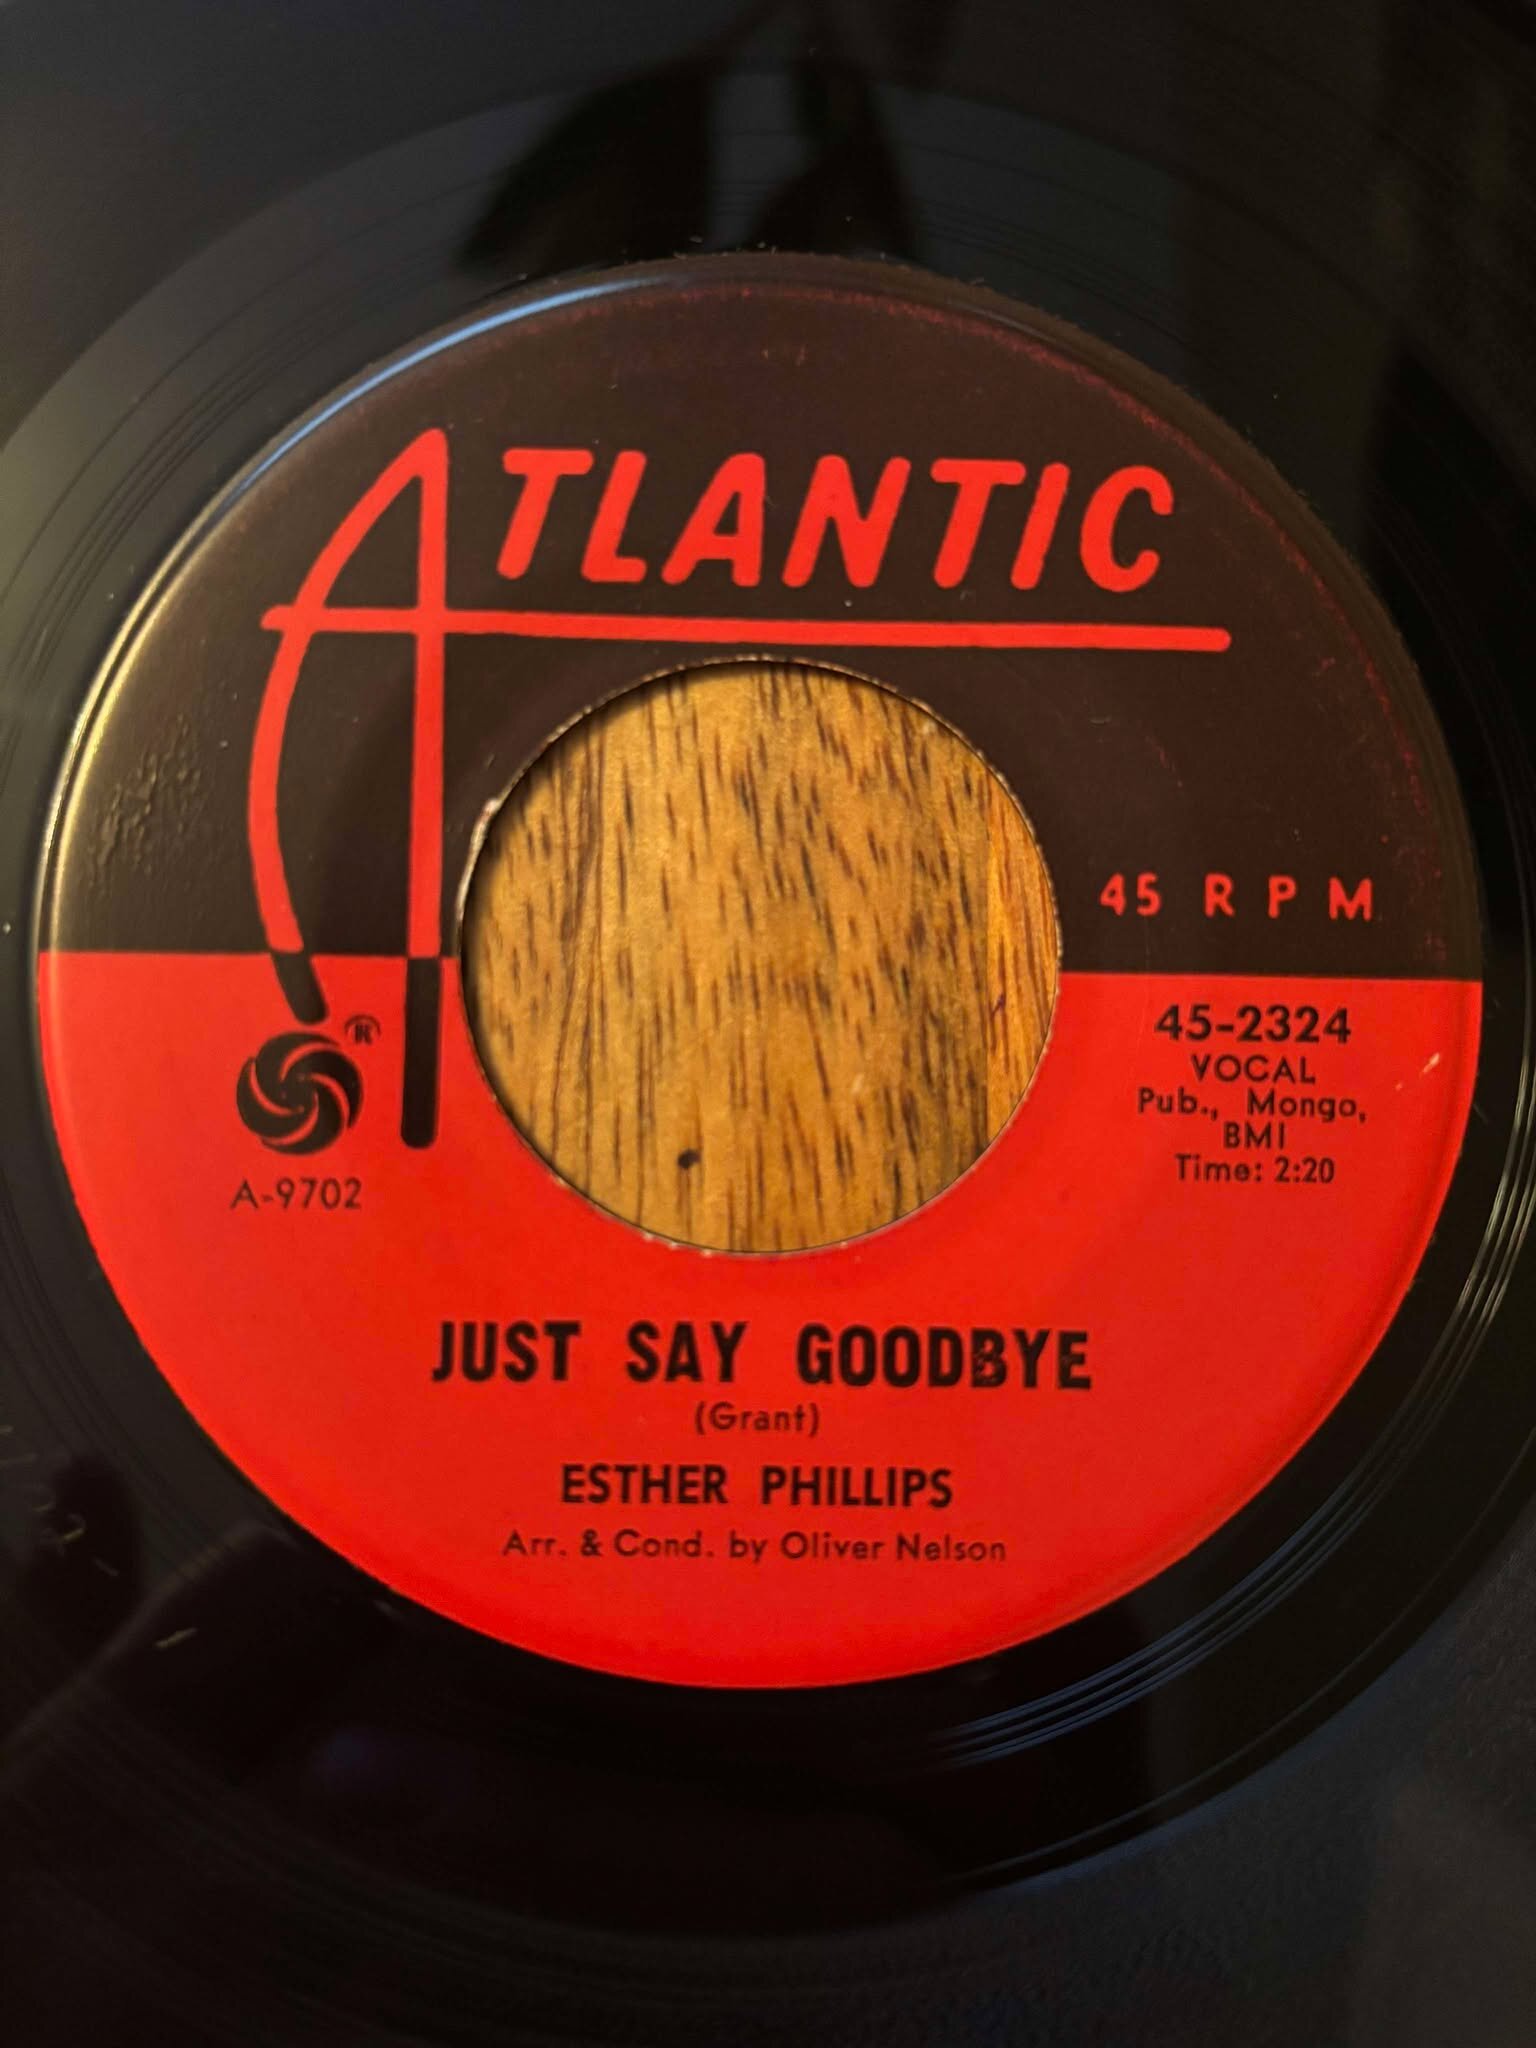 ATLANTIC
45 RPM
®
A-9702
45-2324
VOCAL
Pub., Mongo,
BMI
Time: 2:20
JUST SAY GOODBYE
(Grant)
ESTHER PHILLIPS
Arr. & Cond. by Oliver Nelson